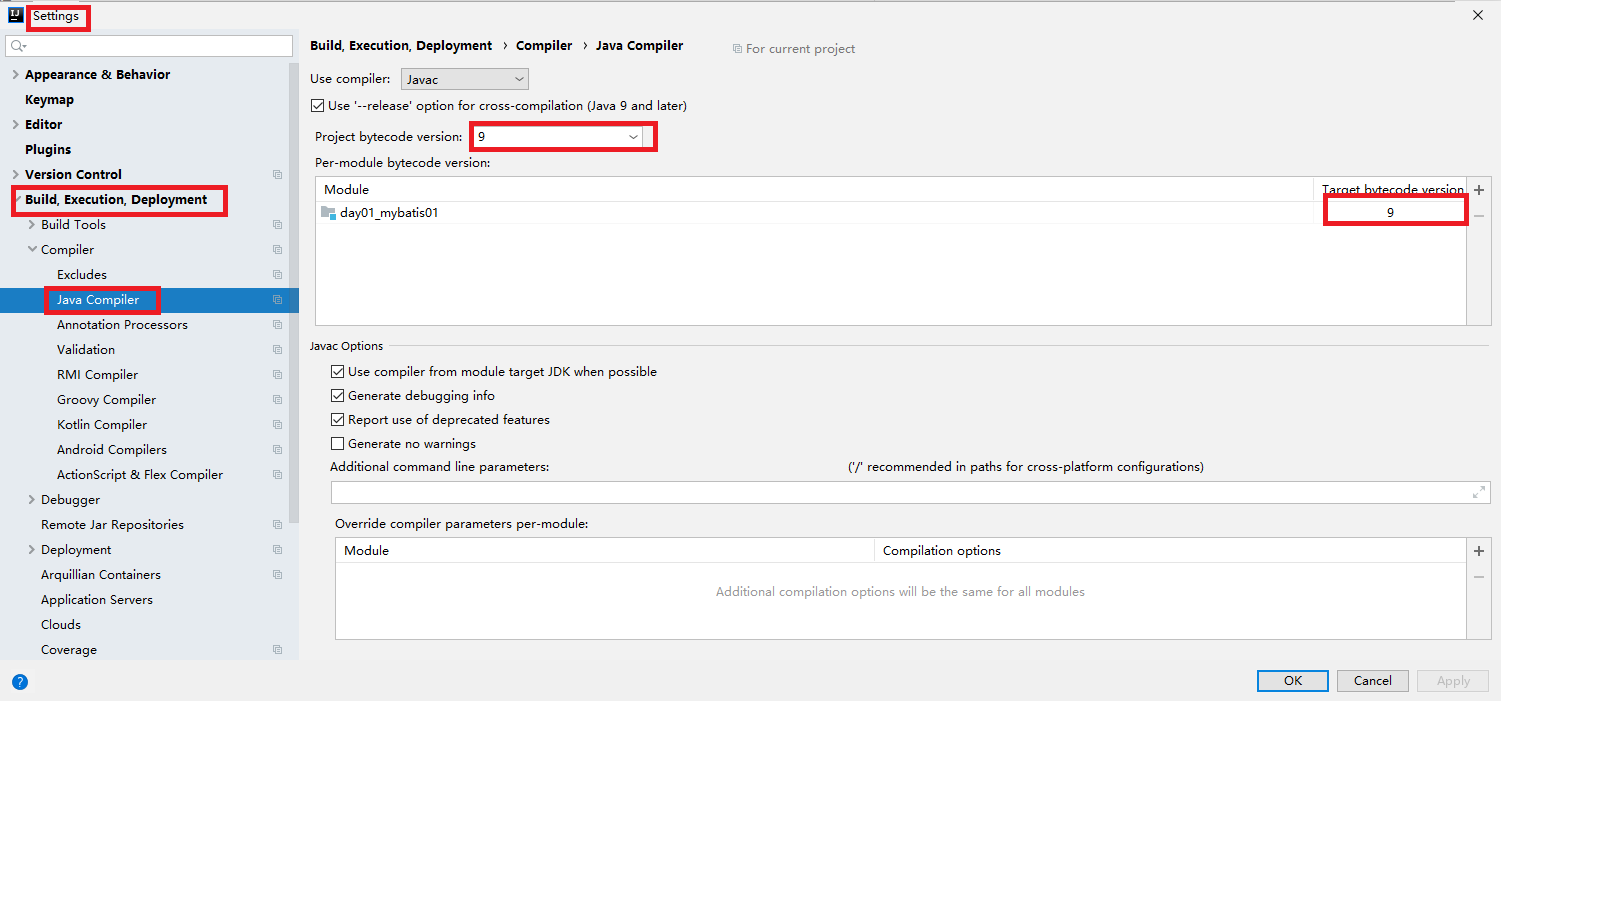 Settings
Appearance & Behavior
Keymap
Editor
Plugins
Version Control
Build, Execution, Deployment
Build Tools
Compiler
Excludes
Java Compiler
Annotation Processors
Validation
RMI Compiler
Groovy Compiler
Kotlin Compiler
Android Compilers
ActionScript & Flex Compiler
Debugger
Remote Jar Repositories
Deployment
Arquillian Containers
Application Servers
Clouds
Coverage
Build, Execution, Deployment › Compiler › Java Compiler For current project
Use compiler: Javac
Use '--release' option for cross-compilation (Java 9 and later)
Project bytecode version: 9
Per-module bytecode version:
Module Target bytecode version
day01_mybatis01 9
Javac Options
Use compiler from module target JDK when possible
Generate debugging info
Report use of deprecated features
Generate no warnings
Additional command line parameters: ('/' recommended in paths for cross-platform configurations)
Override compiler parameters per-module:
Module Compilation options
Additional compilation options will be the same for all modules
? OK Cancel Apply